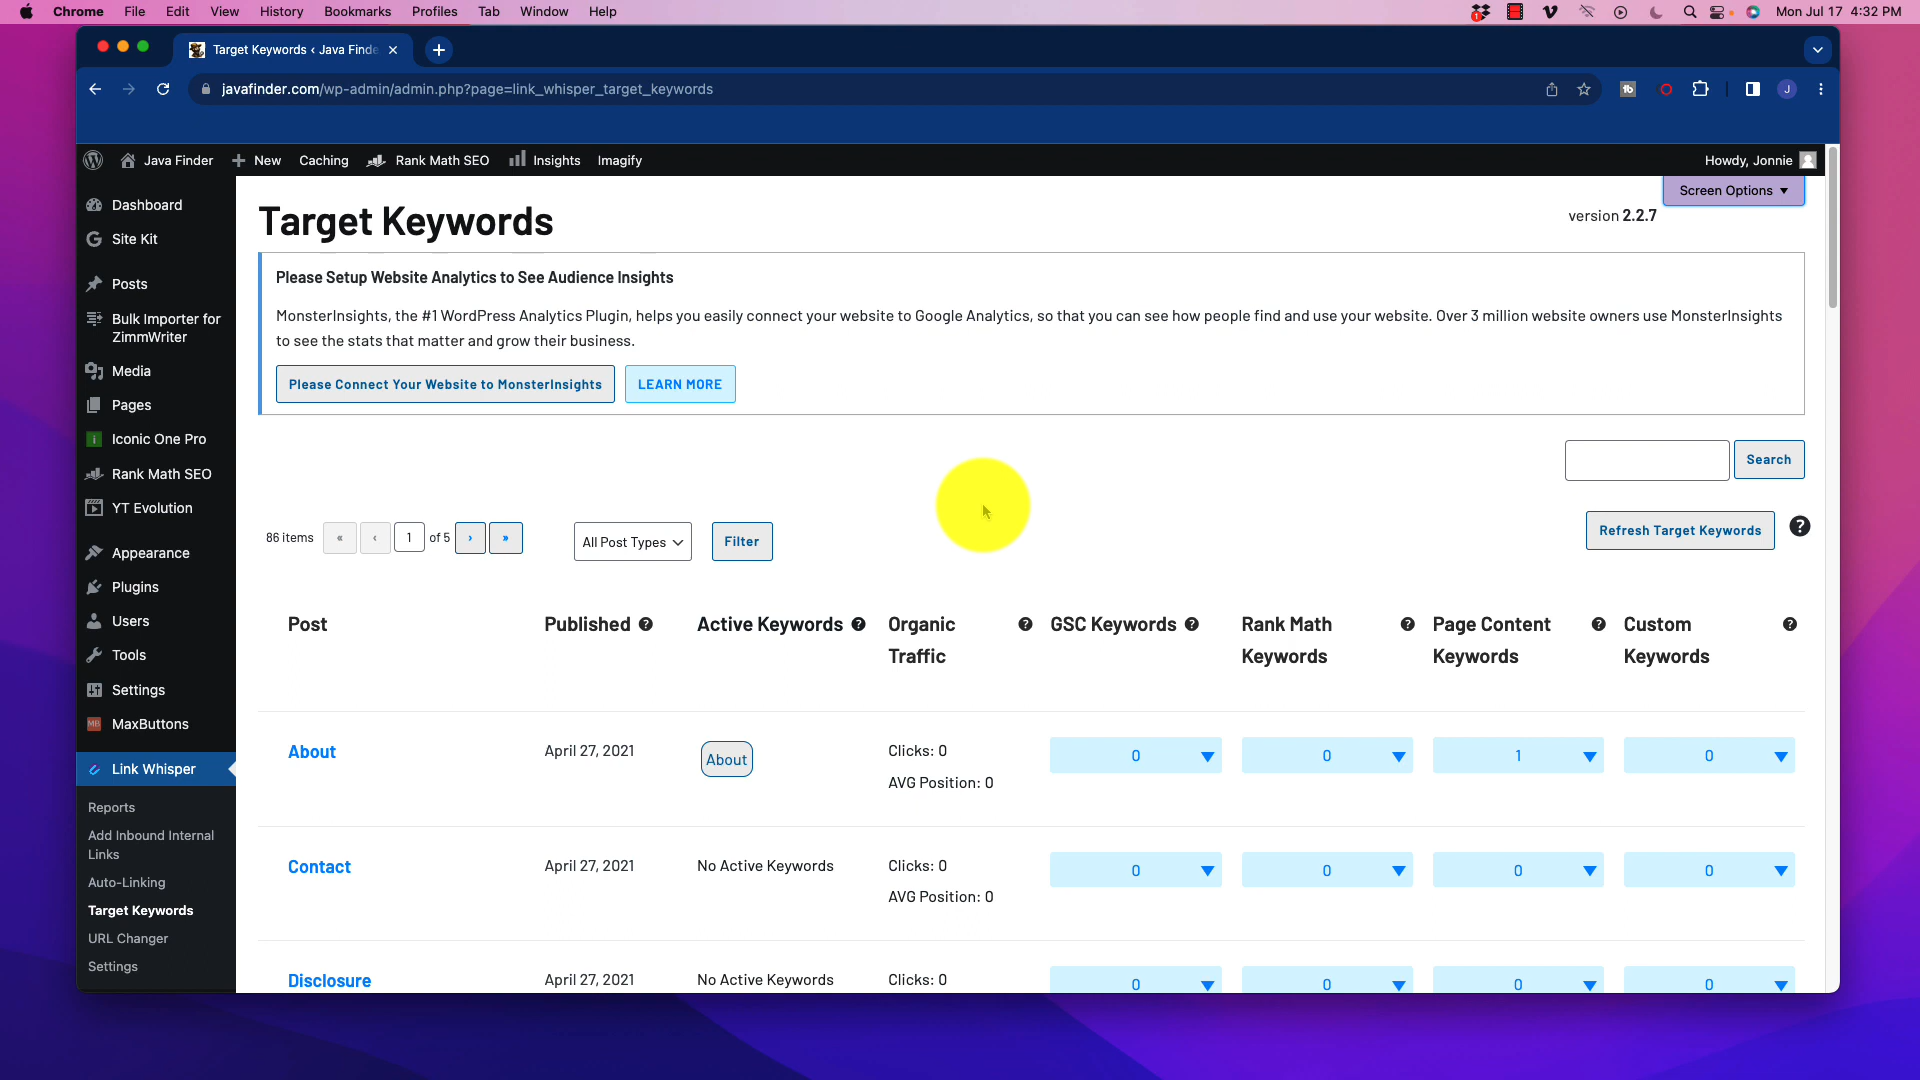 Chrome File Edit View History Bookmarks Profiles Tab Window Help 1 Mon Jul 17 4:32 PM
Target Keywords ‹ Java Finde
javafinder.com/wp-admin/admin.php?page=link_whisper_target_keywords tb J
Java Finder New Caching Rank Math SEO Insights Imagify Howdy, Jonnie
Dashboard
Site Kit
Posts
Bulk Importer for
ZimmWriter
Media
Pages
Iconic One Pro
Rank Math SEO
YT Evolution
Appearance
Plugins
Users
Tools
Settings
MB MaxButtons
Link Whisper
Reports
Add Inbound Internal
Links
Auto-Linking
Target Keywords
URL Changer
Settings
Screen Options ▼
Target Keywords
version 2.2.7
Please Setup Website Analytics to See Audience Insights
MonsterInsights, the #1 WordPress Analytics Plugin, helps you easily connect your website to Google Analytics, so that you can see how people find and use your website. Over 3 million website owners use MonsterInsights
to see the stats that matter and grow their business.
Please Connect Your Website to MonsterInsights LEARN MORE
Search
86 items « ‹ 1 of 5 › » All Post Types Filter
Refresh Target Keywords ?
Post Published ? Active Keywords ? Organic Traffic ? GSC Keywords ? Rank Math Keywords ? Page Content Keywords ? Custom Keywords ?
About April 27, 2021 About Clicks: 0 0 0 1 0
AVG Position: 0
Contact April 27, 2021 No Active Keywords Clicks: 0 0 0 0 0
AVG Position: 0
Disclosure April 27, 2021 No Active Keywords Clicks: 0 0 0 0 0